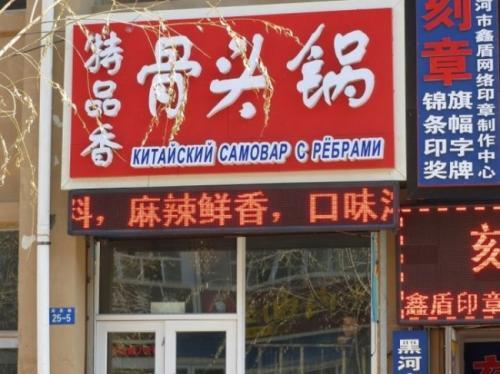 特品香
骨头锅
КИТАЙСКИЙ САМОВАР С РЁБРАМИ
料，麻辣鲜香，口味
25-5
刻章
河市鑫盾网络印章制作中心
旗幅字牌
锦条印奖
刻
鑫盾印章
黑河